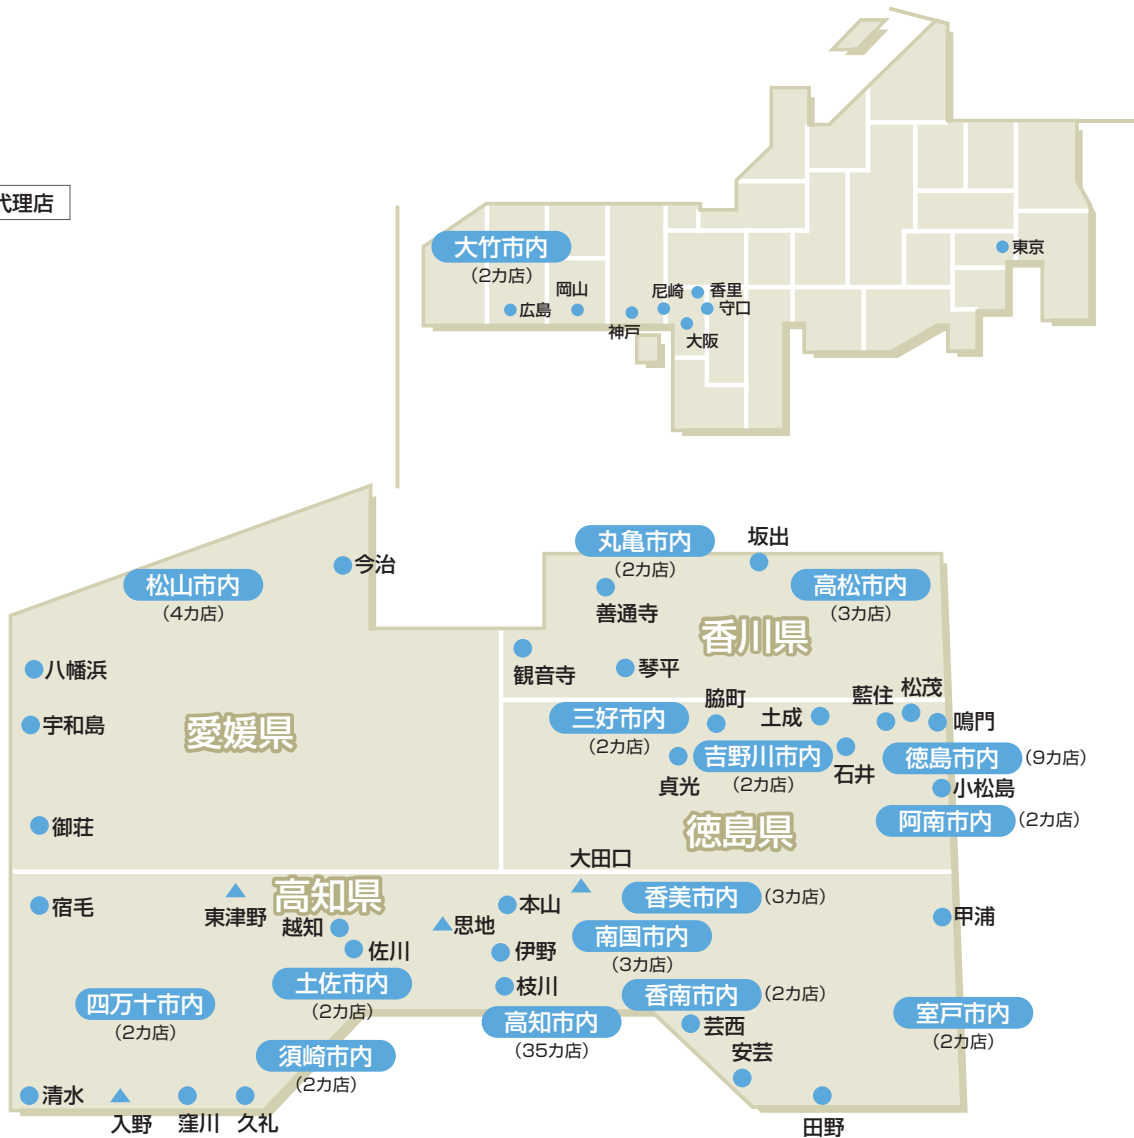 代理店
大竹市内
（2カ店）
東京
岡山
尼崎
香里
広島
守口
神戸
大阪
丸亀市内
（2カ店）
坂出
今治
松山市内
（4カ店）
高松市内
（3カ店）
善通寺
香川県
観音寺
琴平
八幡浜
宇和島
愛媛県
三好市内
（2カ店）
脇町
土成
藍住
松茂
鳴門
貞光
吉野川市内
（2カ店）
石井
徳島市内
（9カ店）
小松島
阿南市内
（2カ店）
徳島県
御荘
大田口
高知県
宿毛
東津野
越知
思地
本山
香美市内
（3カ店）
甲浦
佐川
伊野
南国市内
（3カ店）
土佐市内
（2カ店）
枝川
香南市内
（2カ店）
四万十市内
（2カ店）
高知市内
（35カ店）
芸西
室戸市内
（2カ店）
須崎市内
（2カ店）
安芸
清水
入野
窪川
久礼
田野